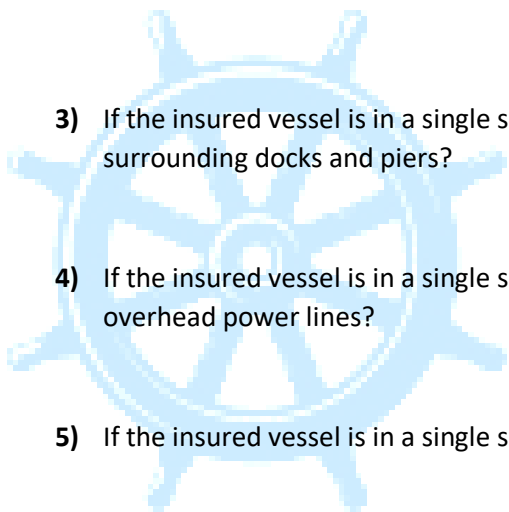 3) If the insured vessel is in a single s
surrounding docks and piers?
4) If the insured vessel is in a single s
overhead power lines?
5) If the insured vessel is in a single s